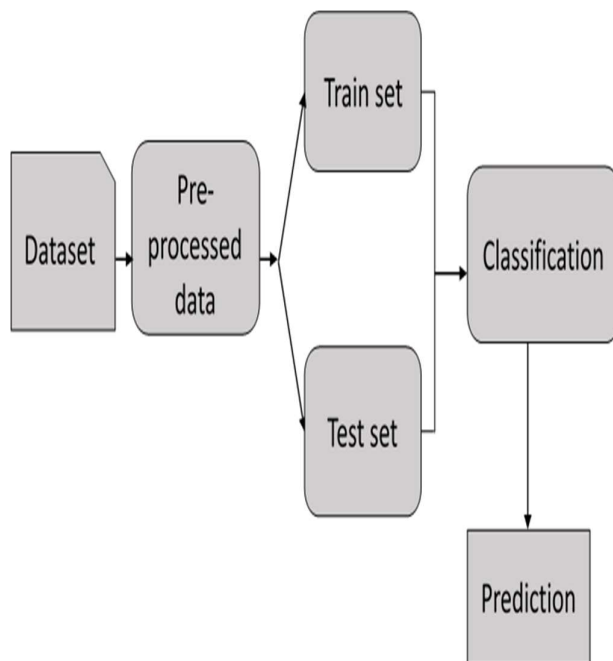 Dataset
Pre-
processed
data
Train set
Test set
Classification
Prediction